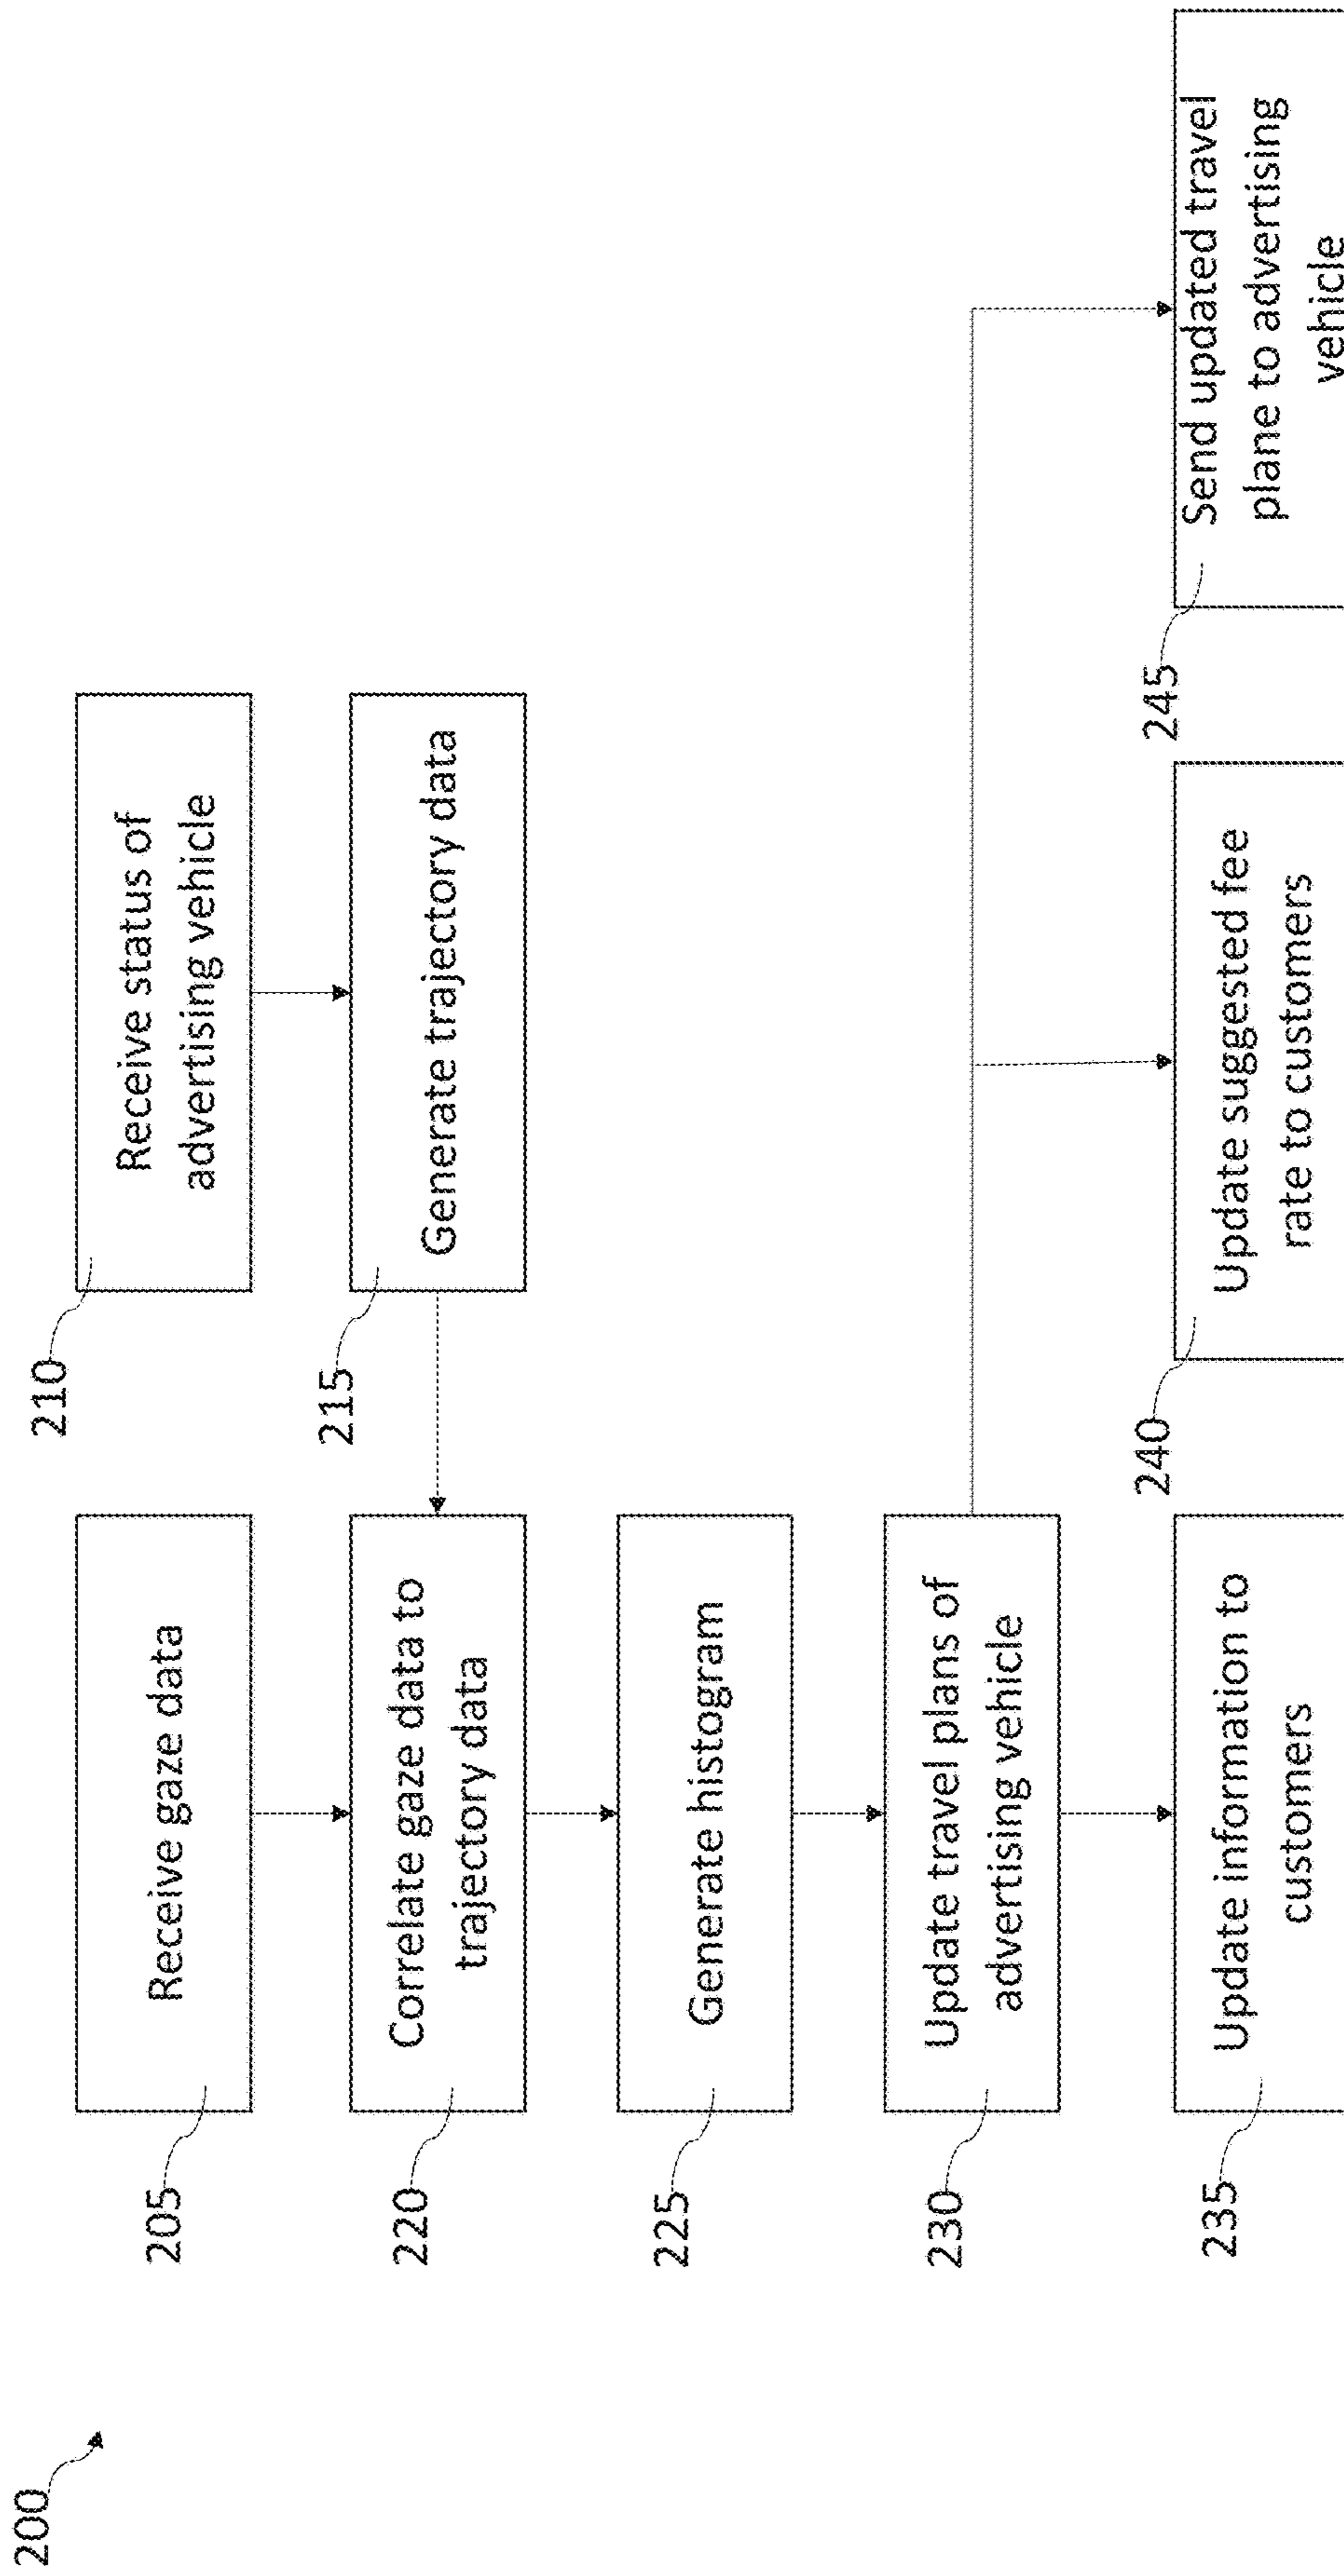 200
205
Receive gaze data
210
Receive status of
advertising vehicle
220
Correlate gaze data to
trajectory data
215
Generate trajectory data
225
Generate histogram
230
Update travel plans of
advertising vehicle
235
Update information to
customers
240
Update suggested fee
rate to customers
245
Send updated travel
plane to advertising
vehicle